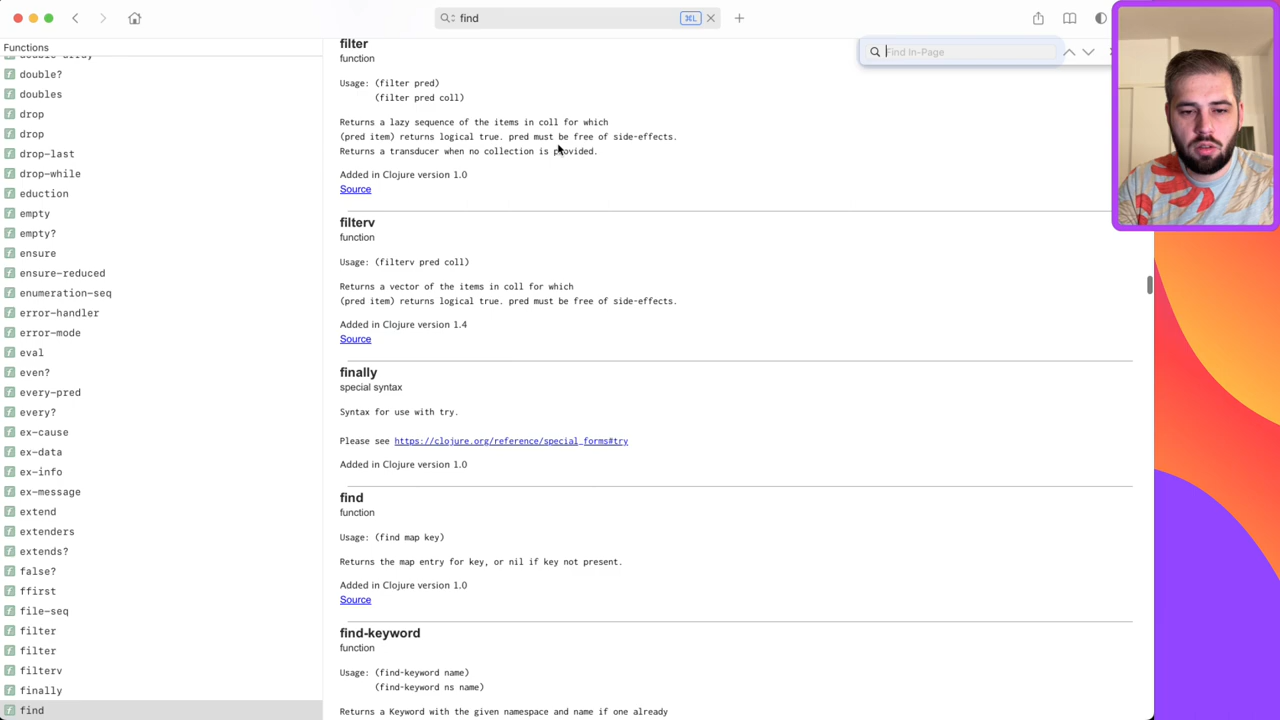 find
⌘L
Find in-Page
Functions
double-array
double?
doubles
drop
drop
drop-last
drop-while
eduction
empty
empty?
ensure
ensure-reduced
enumeration-seq
error-handler
error-mode
eval
even?
every-pred
every?
ex-cause
ex-data
ex-info
ex-message
extend
extenders
extends?
false?
ffirst
file-seq
filter
filter
filterv
finally
find
filter
function
Usage: (filter pred)
(filter pred coll)
Returns a lazy sequence of the items in coll for which
(pred item) returns logical true. pred must be free of side-effects.
Returns a transducer when no collection is provided.
Added in Clojure version 1.0
Source
filterv
function
Usage: (filterv pred coll)
Returns a vector of the items in coll for which
(pred item) returns logical true. pred must be free of side-effects.
Added in Clojure version 1.4
Source
finally
special syntax
Syntax for use with try.
Please see https://clojure.org/reference/special_forms#try
Added in Clojure version 1.0
find
function
Usage: (find map key)
Returns the map entry for key, or nil if key not present.
Added in Clojure version 1.0
Source
find-keyword
function
Usage: (find-keyword name)
(find-keyword ns name)
Returns a Keyword with the given namespace and name if one already